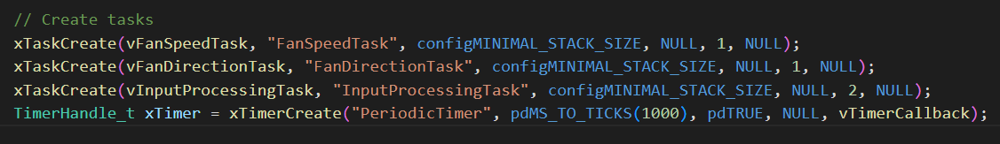 // Create tasks
xTaskCreate(vFanSpeedTask, "FanSpeedTask", configMINIMAL_STACK_SIZE, NULL, 1, NULL);
xTaskCreate(vFanDirectionTask, "FanDirectionTask", configMINIMAL_STACK_SIZE, NULL, 1, NULL);
xTaskCreate(vInputProcessingTask, "InputProcessingTask", configMINIMAL_STACK_SIZE, NULL, 2, NULL);
TimerHandle_t xTimer = xTimerCreate("PeriodicTimer", pdMS_TO_TICKS(1000), pdTRUE, NULL, vTimerCallback);